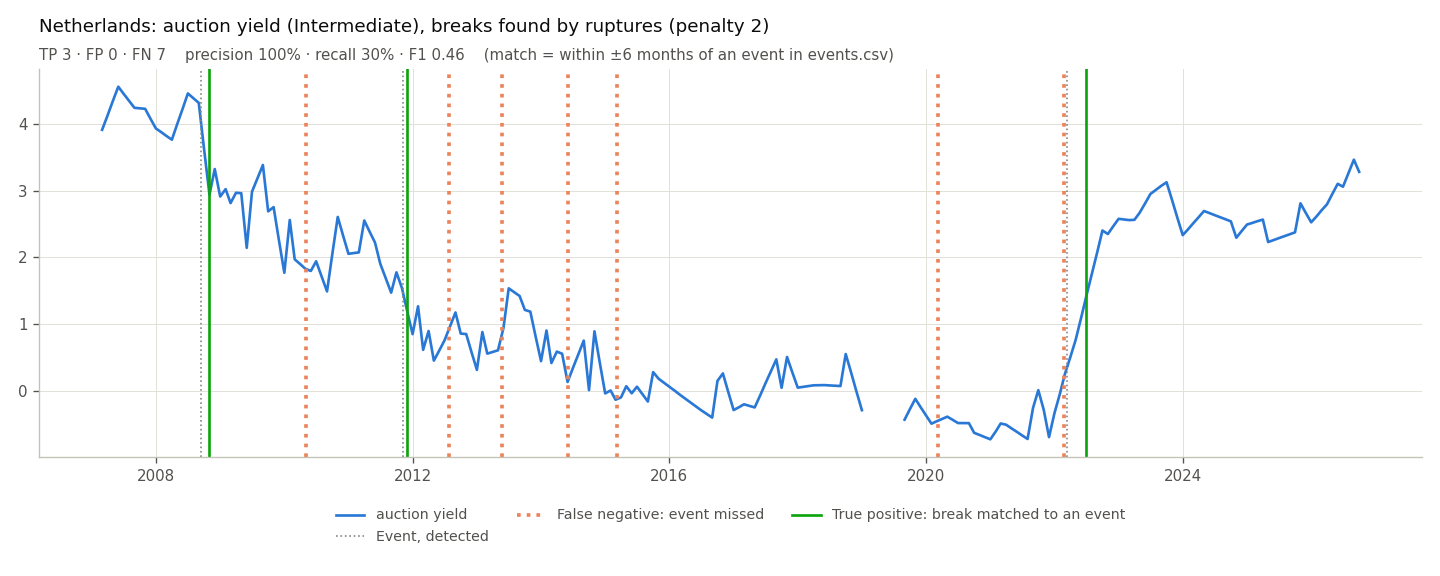 Netherlands: auction yield (Intermediate), breaks found by ruptures (penalty 2)
TP 3 · FP 0 · FN 7    precision 100% · recall 30% · F1 0.46    (match = within ±6 months of an event in events.csv)
4
3
2
1
0
2008 2012 2016 2020 2024
auction yield False negative: event missed True positive: break matched to an event
Event, detected